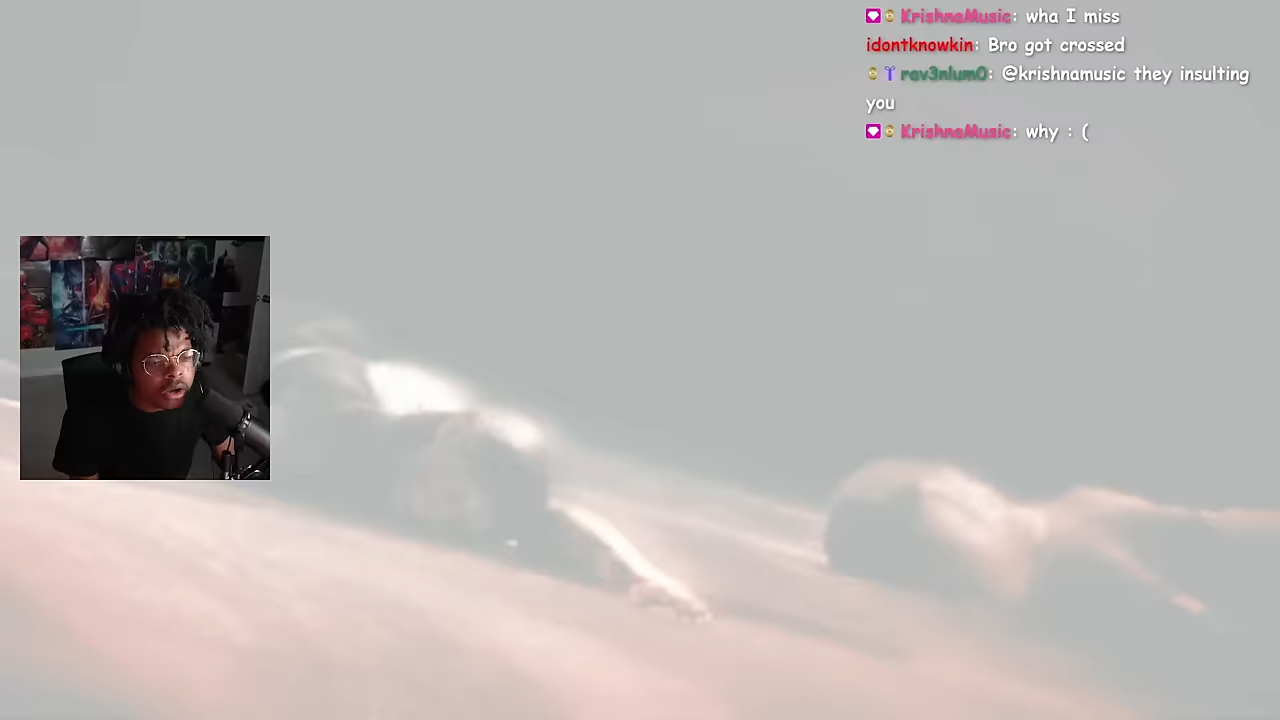 KrishnaMusic: wha I miss
idontknowkin: Bro got crossed
rav3nlum0: @krishnamusic they insulting
you
KrishnaMusic: why : (